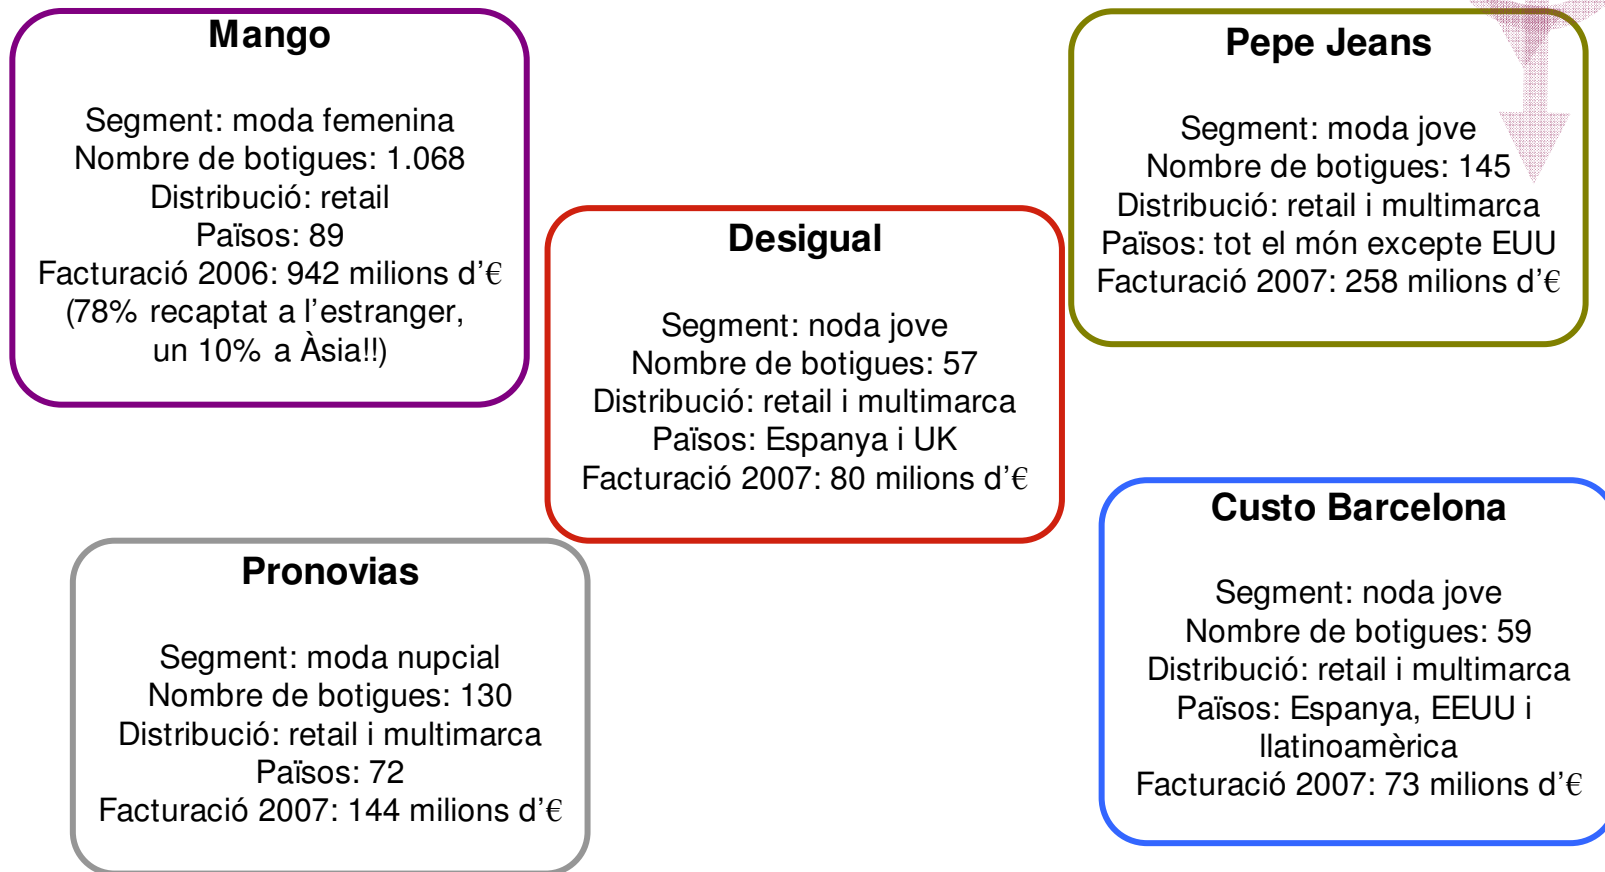 Mango
Segment: moda femenina
Nombre de botigues: 1.068
Distribució: retail
Països: 89
Facturació 2006: 942 milions d'€
(78% recaptat a l'estranger,
un 10% a Àsia!!)
Pepe Jeans
Segment: moda jove
Nombre de botigues: 145
Distribució: retail i multimarca
Països: tot el món excepte EUU
Facturació 2007: 258 milions d'€
Desigual
Segment: noda jove
Nombre de botigues: 57
Distribució: retail i multimarca
Països: Espanya i UK
Facturació 2007: 80 milions d'€
Pronovias
Segment: moda nupcial
Nombre de botigues: 130
Distribució: retail i multimarca
Països: 72
Facturació 2007: 144 milions d'€
Custo Barcelona
Segment: noda jove
Nombre de botigues: 59
Distribució: retail i multimarca
Països: Espanya, EEUU i
llatinoamèrica
Facturació 2007: 73 milions d'€